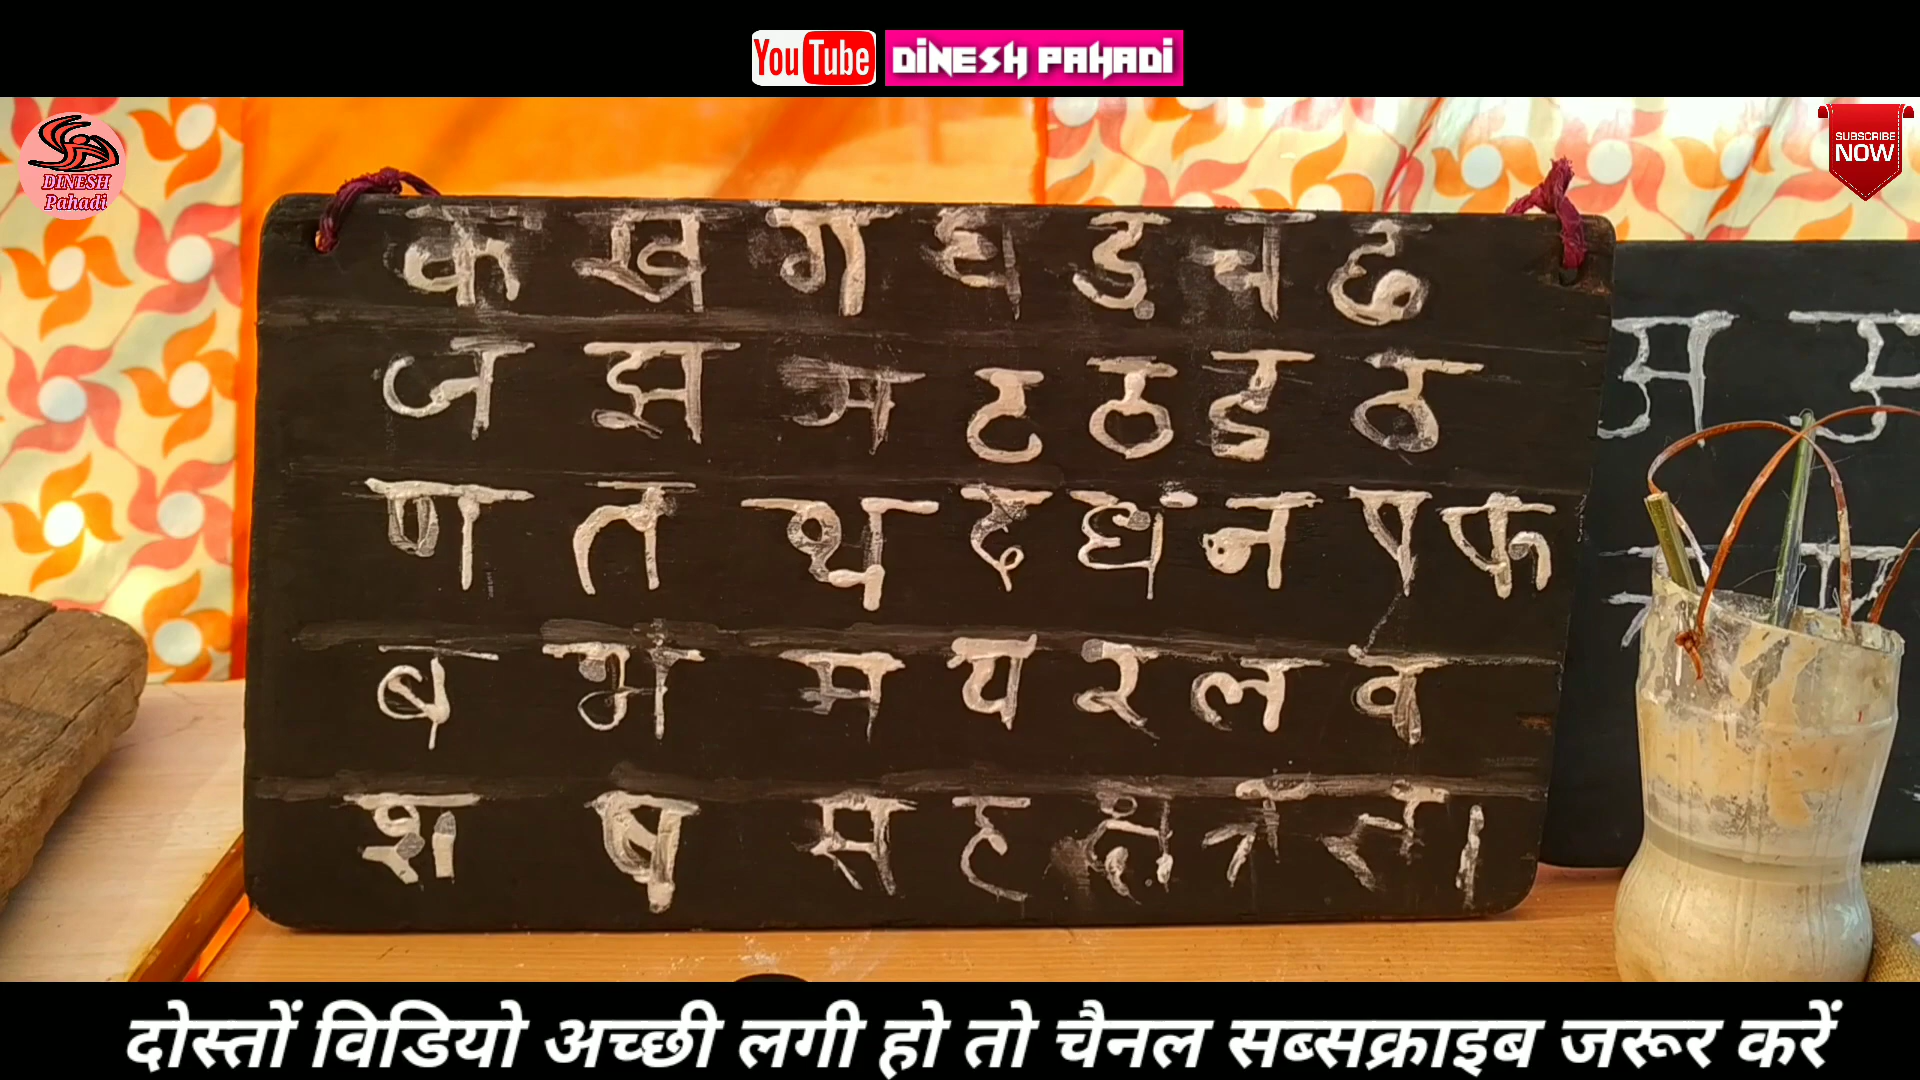 YouTube DINESH PAHADI
DINESH
Pahadi
SUBSCRIBE
NOW
क ख ग घ ड़ च छ
ज झ ञ ट ठ ड ठ
ण त थ द धं न प फ
ब भ म य र ल व
श ष स ह क्ष त्र
दोस्तों विडियो अच्छी लगी हो तो चैनल सब्सक्राइब जरूर करें